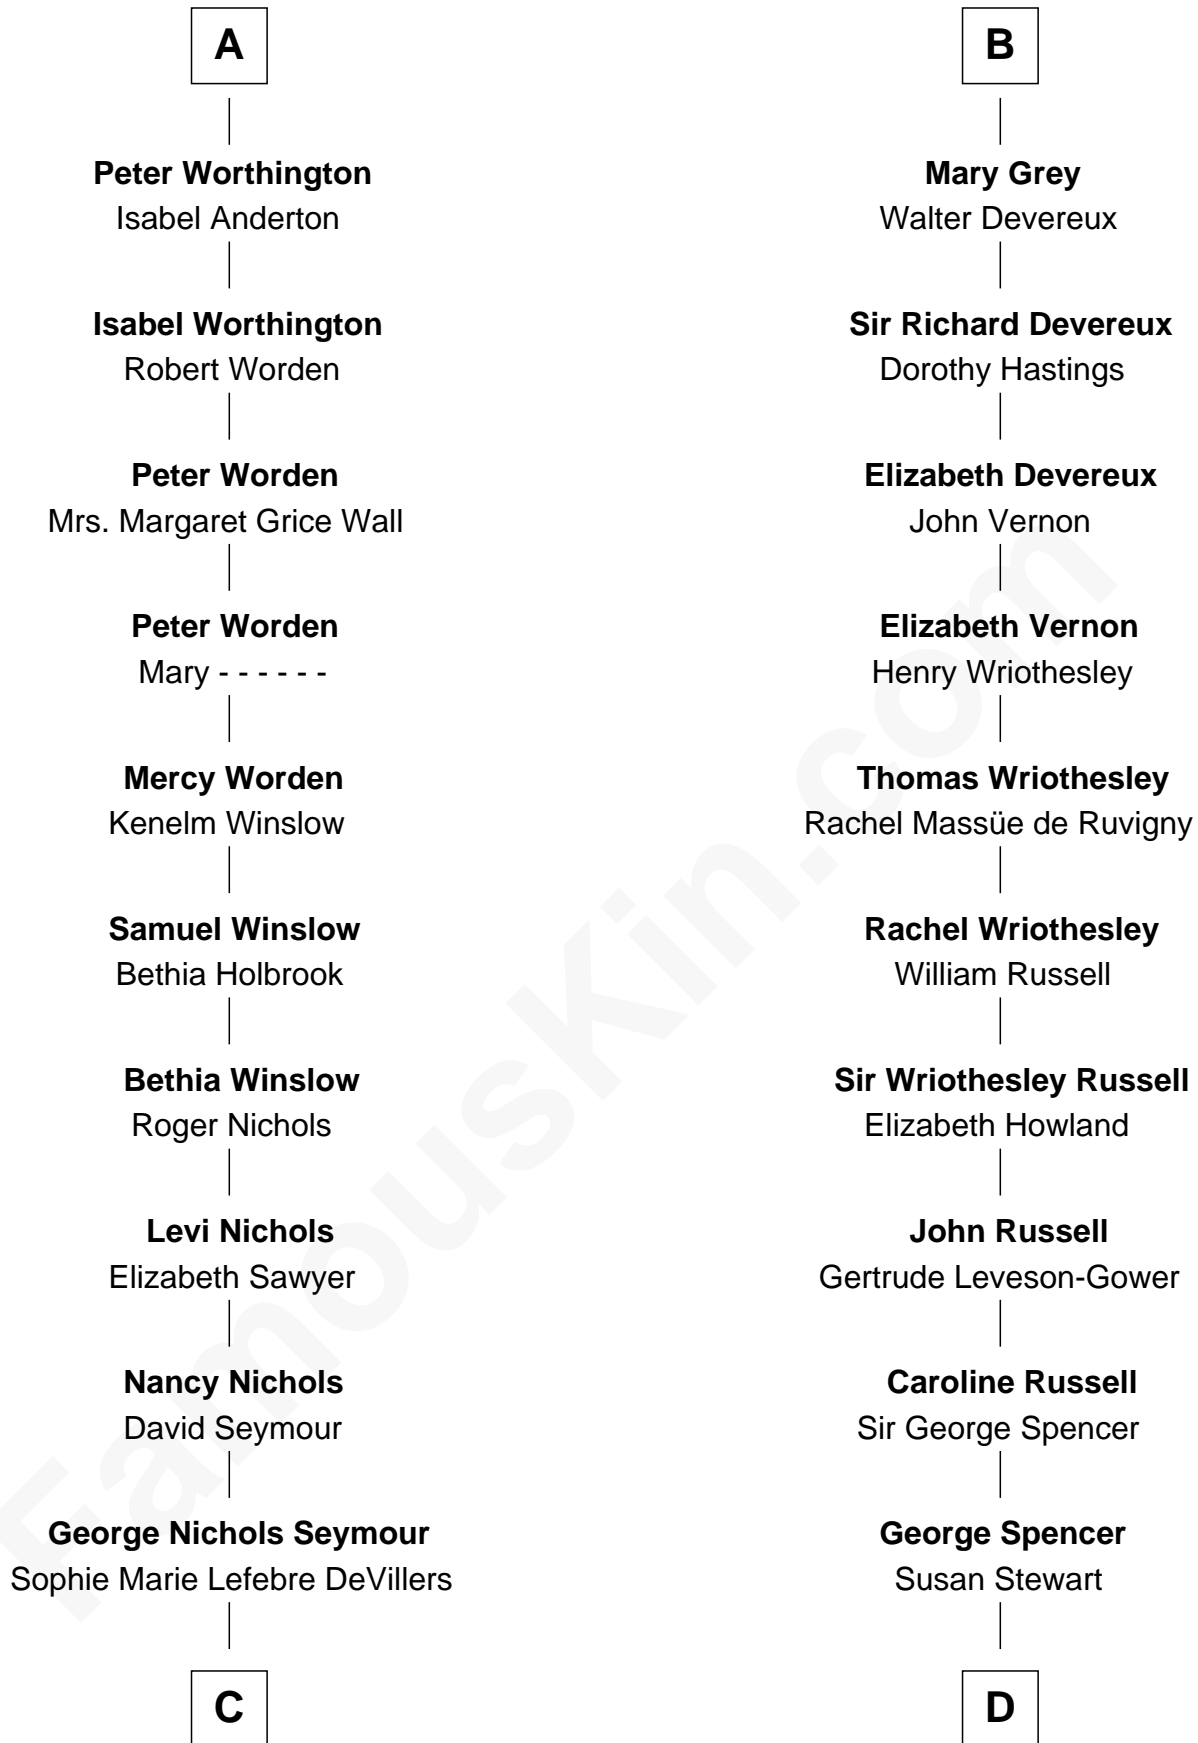 A
Peter Worthington
Isabel Anderton
Isabel Worthington
Robert Worden
Peter Worden
Mrs. Margaret Grice Wall
Peter Worden
Mary - - - - - -
Mercy Worden
Kenelm Winslow
Samuel Winslow
Bethia Holbrook
Bethia Winslow
Roger Nichols
Levi Nichols
Elizabeth Sawyer
Nancy Nichols
David Seymour
George Nichols Seymour
Sophie Marie Lefebre DeVillers
C
B
Mary Grey
Walter Devereux
Sir Richard Devereux
Dorothy Hastings
Elizabeth Devereux
John Vernon
Elizabeth Vernon
Henry Wriothesley
Thomas Wriothesley
Rachel Massüe de Ruvigny
Rachel Wriothesley
William Russell
Sir Wriothesley Russell
Elizabeth Howland
John Russell
Gertrude Leveson-Gower
Caroline Russell
Sir George Spencer
George Spencer
Susan Stewart
D
FamousKin.com